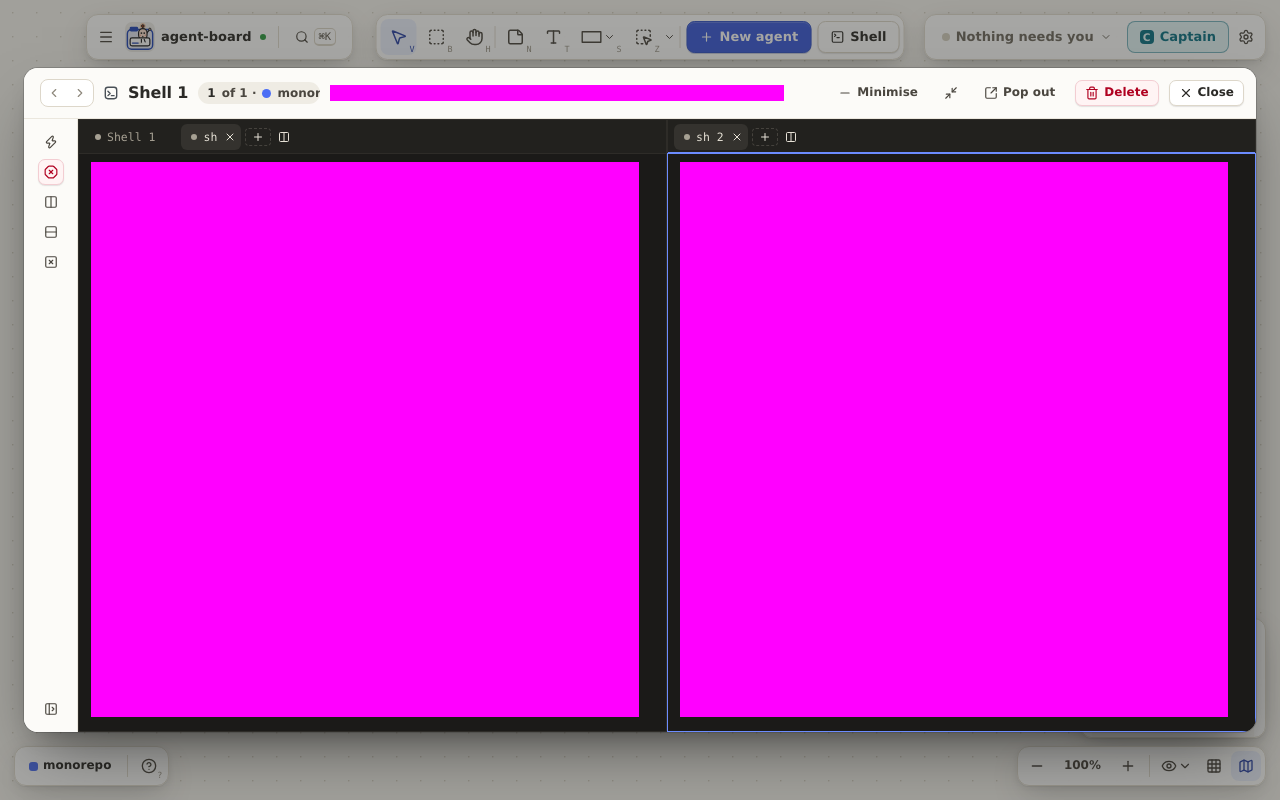 agent-board
⌘K
V
B
H
N
T
S
Z
New agent
Shell
Nothing needs you
C Captain
Shell 1
1 of 1 · monor
Minimise
Pop out
Delete
Close
Shell 1
sh
sh 2
monorepo
?
100%